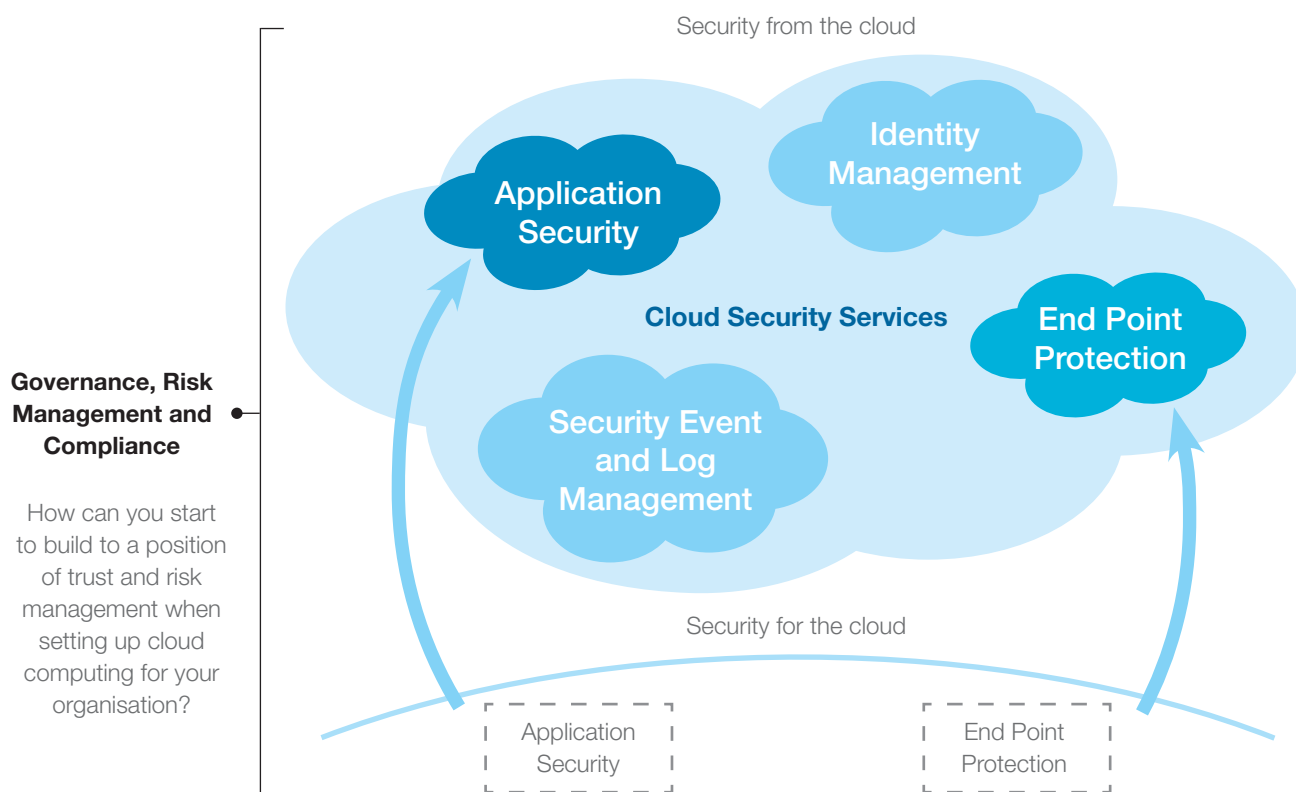 Security from the cloud
Identity
Management
Application
Security
Cloud Security Services
End Point
Protection
Governance, Risk
Management and
Compliance
Security Event
and Log
Management
How can you start
to build to a position
of trust and risk
management when
setting up cloud
computing for your
organisation?
Security for the cloud
Application
Security
End Point
Protection